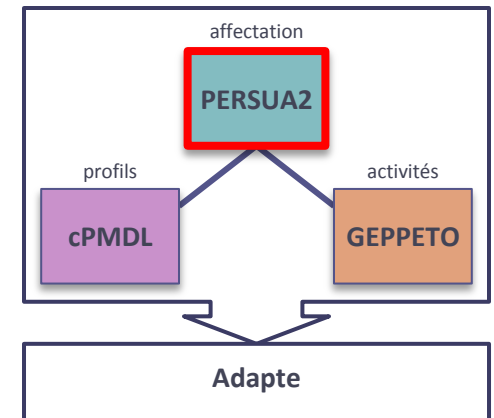 affectation
PERSUA2
profils
activités
cPMDL
GEPPETO
Adapte